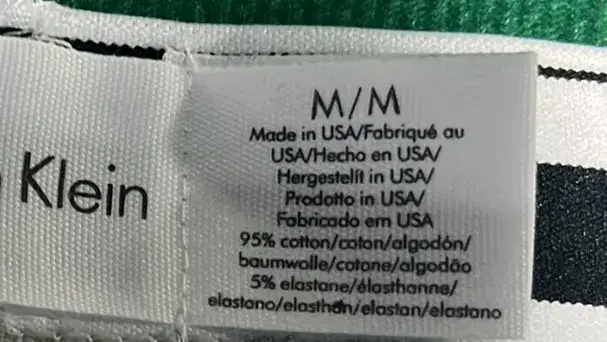 Klein
M/M
Made in USA/Fabriqué au
USA/Hecho en USA/
Hergestellt in USA/
Prodotto in USA/
Fabricado em USA
95% cotton/coton/algodón/
baumwolle/cotone/algodão
5% elastane/élasthanne/
elastano/elasthon/elastan/elastano